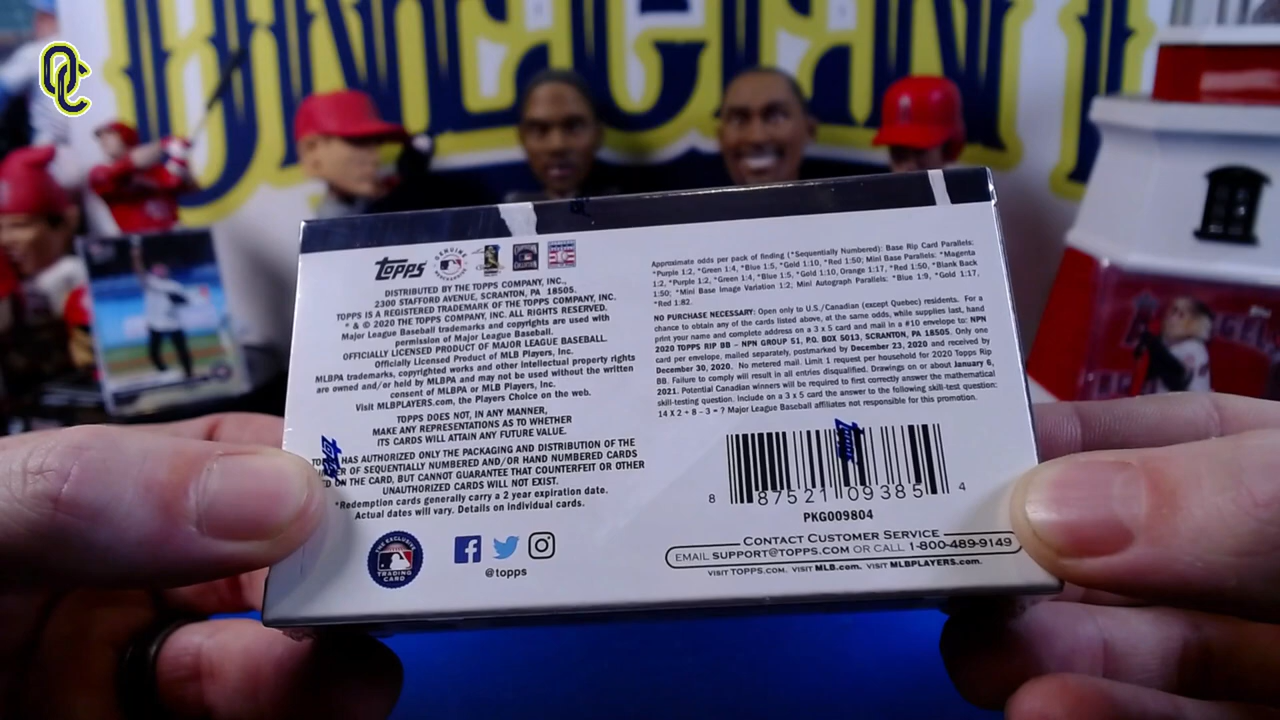 ONECENT
OC
Topps
GENUINE
MERCHANDISE
DISTRIBUTED BY THE TOPPS COMPANY, INC.,
2300 STAFFORD AVENUE, SCRANTON, PA 18505.
TOPPS IS A REGISTERED TRADEMARK OF THE TOPPS COMPANY, INC.
® & © 2020 THE TOPPS COMPANY, INC. ALL RIGHTS RESERVED.
Major League Baseball trademarks and copyrights are used with
permission of Major League Baseball.
OFFICIALLY LICENSED PRODUCT OF MAJOR LEAGUE BASEBALL.
Officially Licensed Product of MLB Players, Inc.
MLBPA trademarks, copyrighted works and other intellectual property rights
are owned and/or held by MLBPA and may not be used without the written
consent of MLBPA or MLB Players, Inc.
Visit MLBPLAYERS.com, the Players Choice on the web.
TOPPS DOES NOT, IN ANY MANNER,
MAKE ANY REPRESENTATIONS AS TO WHETHER
ITS CARDS WILL ATTAIN ANY FUTURE VALUE.
HAS AUTHORIZED ONLY THE PACKAGING AND DISTRIBUTION OF THE
OF SEQUENTIALLY NUMBERED AND/OR HAND NUMBERED CARDS
ON THE CARD, BUT CANNOT GUARANTEE THAT COUNTERFEIT OR OTHER
UNAUTHORIZED CARDS WILL NOT EXIST.
*Redemption cards generally carry a 2 year expiration date.
Actual dates will vary. Details on individual cards.
THE EXCLUSIVE
TRADING
CARD
@topps
Approximate odds per pack of finding (*Sequentially Numbered): Base Rip Card Parallels:
*Purple 1:2, *Green 1:4, *Blue 1:5, *Gold 1:10, *Red 1:50; Mini Base Parallels: *Magenta
1:2, *Purple 1:2, *Green 1:4, *Blue 1:5, *Gold 1:10, Orange 1:17, *Red 1:50, *Blank Back
1:50; *Mini Base Image Variation 1:2; Mini Autograph Parallels: *Blue 1:9, *Gold 1:17,
*Red 1:82.
NO PURCHASE NECESSARY: Open only to U.S./Canadian (except Quebec) residents. For a
chance to obtain any of the cards listed above, at the same odds, while supplies last, hand
print your name and complete address on a 3 x 5 card and mail in a #10 envelope to: NPN
2020 TOPPS RIP BB – NPN GROUP 51, P.O. BOX 5013, SCRANTON, PA 18505. Only one
card per envelope, mailed separately, postmarked by December 23, 2020 and received by
December 30, 2020. No metered mail. Limit 1 request per household for 2020 Topps Rip
BB. Failure to comply will result in all entries disqualified. Drawings on or about January 6,
2021. Potential Canadian winners will be required to first correctly answer the mathematical
skill-testing question. Include on a 3 x 5 card the answer to the following skill-test question:
14 X 2 + 8 - 3 = ? Major League Baseball affiliates not responsible for this promotion.
8 87521 09385 4
PKG009804
CONTACT CUSTOMER SERVICE
EMAIL SUPPORT@TOPPS.COM OR CALL 1-800-489-9149
VISIT TOPPS.COM. VISIT MLB.com. VISIT MLBPLAYERS.com.